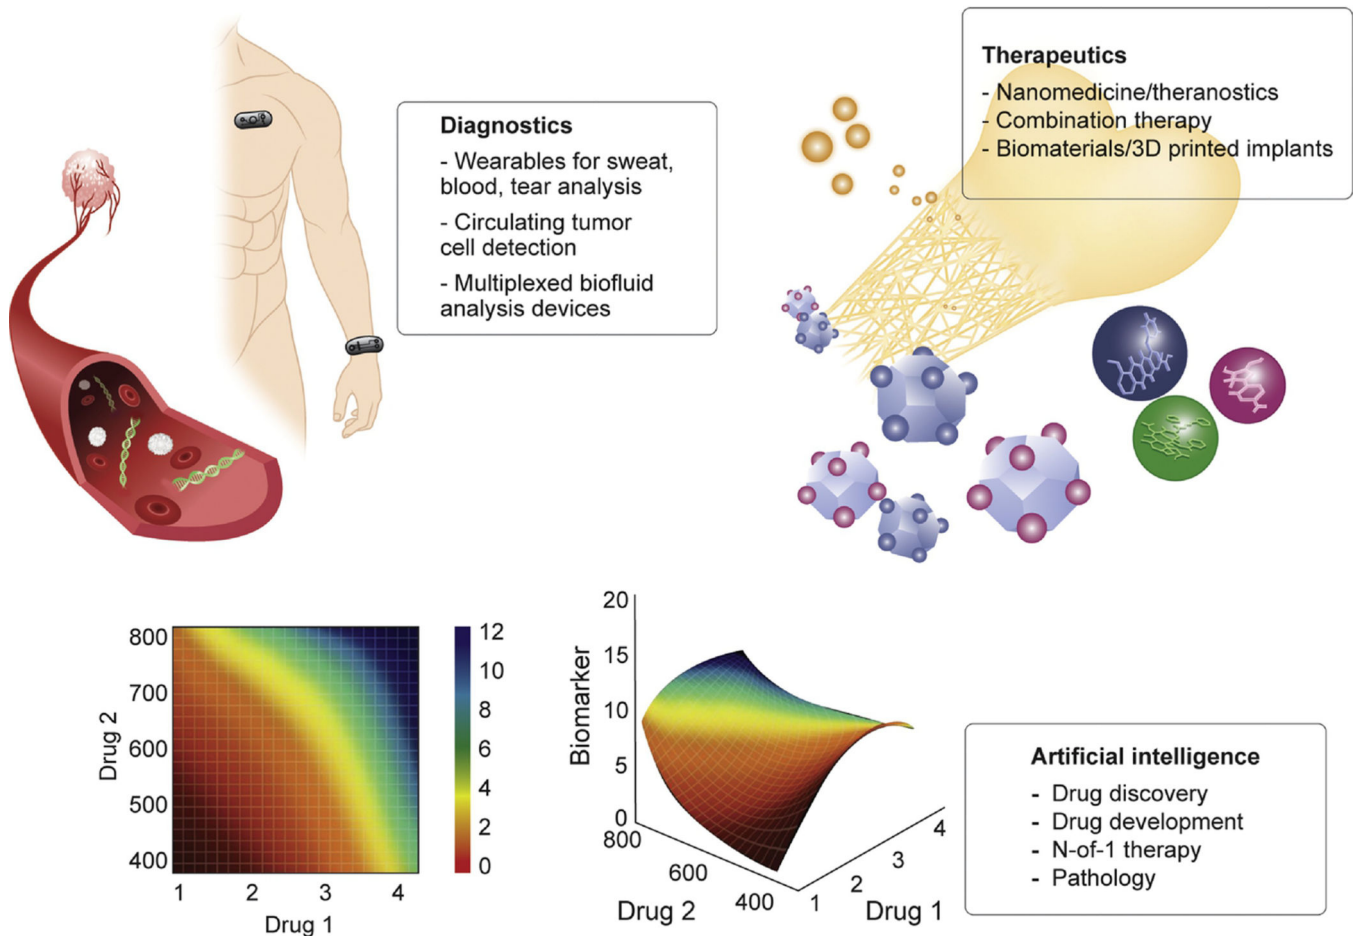 Diagnostics
- Wearables for sweat,
blood, tear analysis
- Circulating tumor
cell detection
- Multiplexed biofluid
analysis devices
Therapeutics
- Nanomedicine/theranostics
- Combination therapy
- Biomaterials/3D printed implants
800
700
600
500
400
Drug 2
1 2 3 4
Drug 1
12
10
8
6
4
2
0
20
15
10
5
0
Biomarker
800
600
400
Drug 2
1
2
3
4
Drug 1
Artificial intelligence
- Drug discovery
- Drug development
- N-of-1 therapy
- Pathology